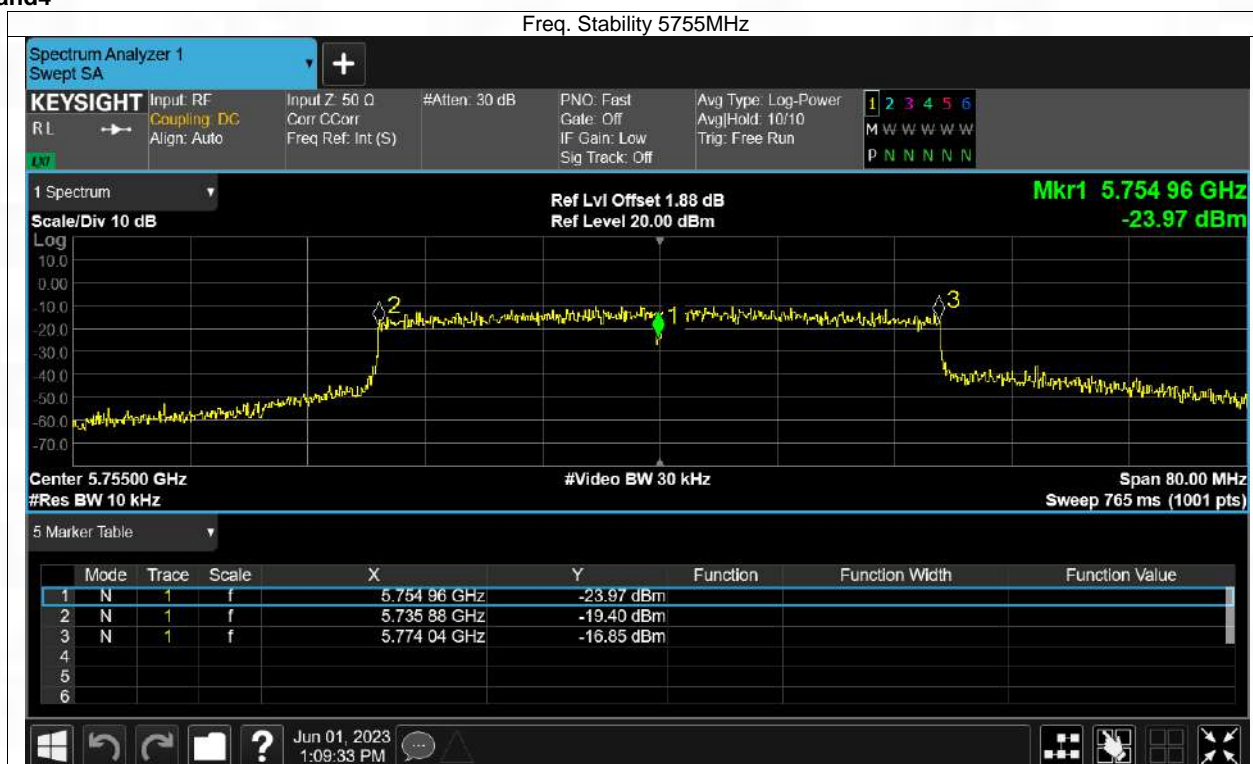 and4
Freq. Stability 5755MHz
Spectrum Analyzer 1
Swept SA
+
KEYSIGHT
RL
LXI
Input: RF
Coupling: DC
Align: Auto
Input Z: 50 Ω
Corr CCorr
Freq Ref: Int (S)
#Atten: 30 dB
PNO: Fast
Gate: Off
IF Gain: Low
Sig Track: Off
Avg Type: Log-Power
Avg|Hold: 10/10
Trig: Free Run
1 2 3 4 5 6
M W W W W W
P N N N N N
1 Spectrum
Scale/Div 10 dB
Ref Lvl Offset 1.88 dB
Ref Level 20.00 dBm
Mkr1 5.754 96 GHz
-23.97 dBm
Log
10.0
0.00
-10.0
-20.0
-30.0
-40.0
-50.0
-60.0
-70.0
2
1
3
Center 5.75500 GHz
#Video BW 30 kHz
Span 80.00 MHz
#Res BW 10 kHz
Sweep 765 ms (1001 pts)
5 Marker Table
Mode Trace Scale X Y Function Function Width Function Value
1 N 1 f 5.754 96 GHz -23.97 dBm
2 N 1 f 5.735 88 GHz -19.40 dBm
3 N 1 f 5.774 04 GHz -16.85 dBm
4
5
6
?
Jun 01, 2023
1:09:33 PM